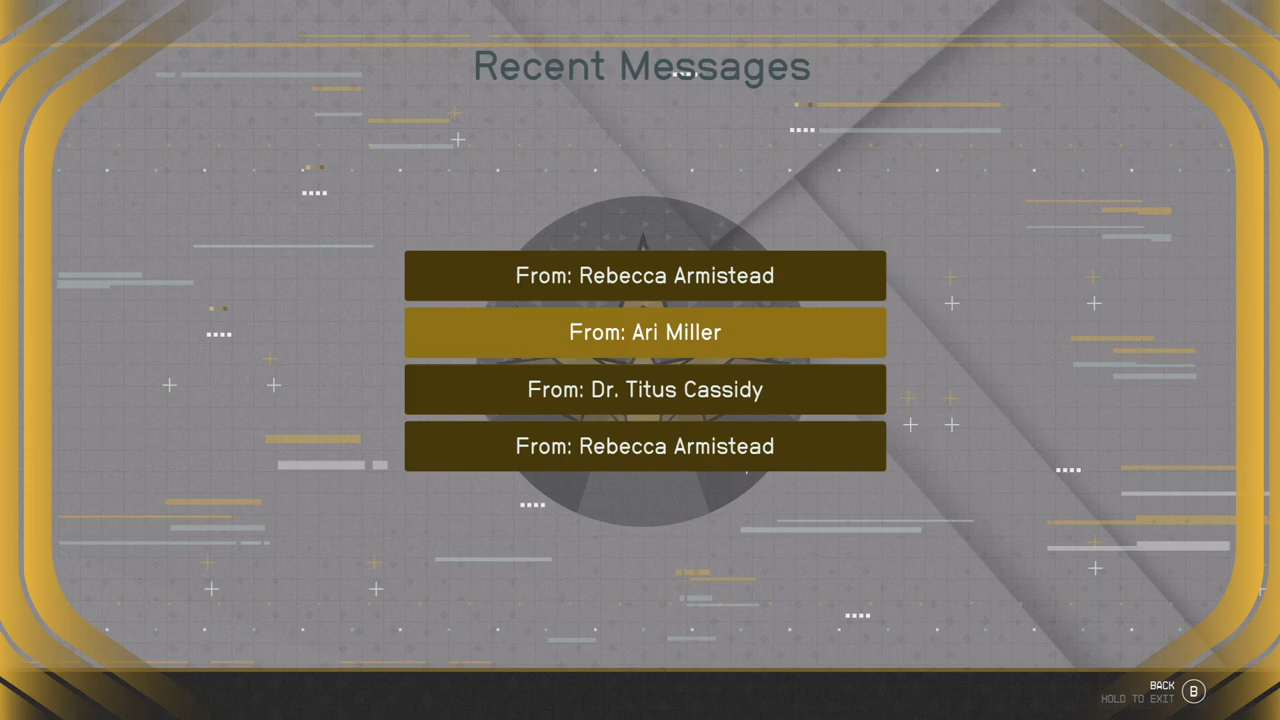 Recent Messages
From: Rebecca Armistead
From: Ari Miller
From: Dr. Titus Cassidy
From: Rebecca Armistead
BACK
HOLD TO EXIT
B